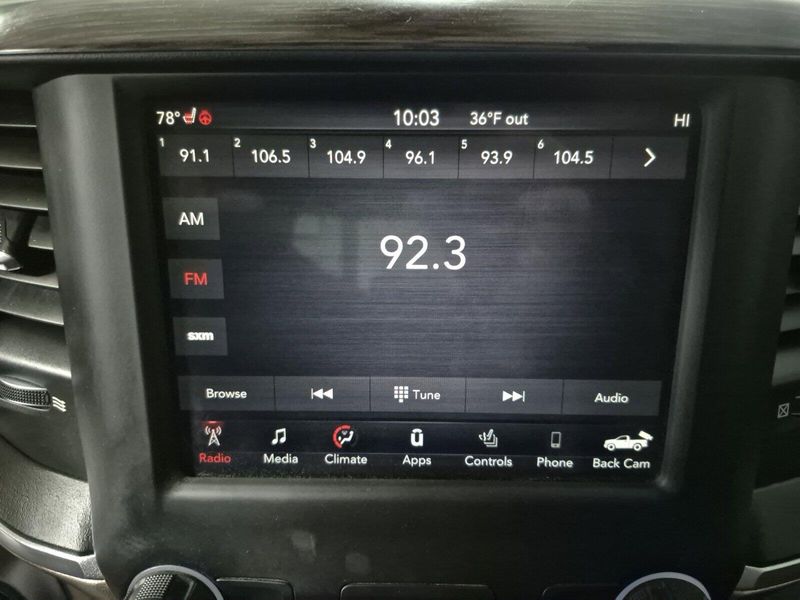 78° 10:03 36°F out HI
1 91.1 2 106.5 3 104.9 4 96.1 5 93.9 6 104.5
AM
92.3
FM
sxm
Browse Tune Audio
Radio Media Climate Apps Controls Phone Back Cam